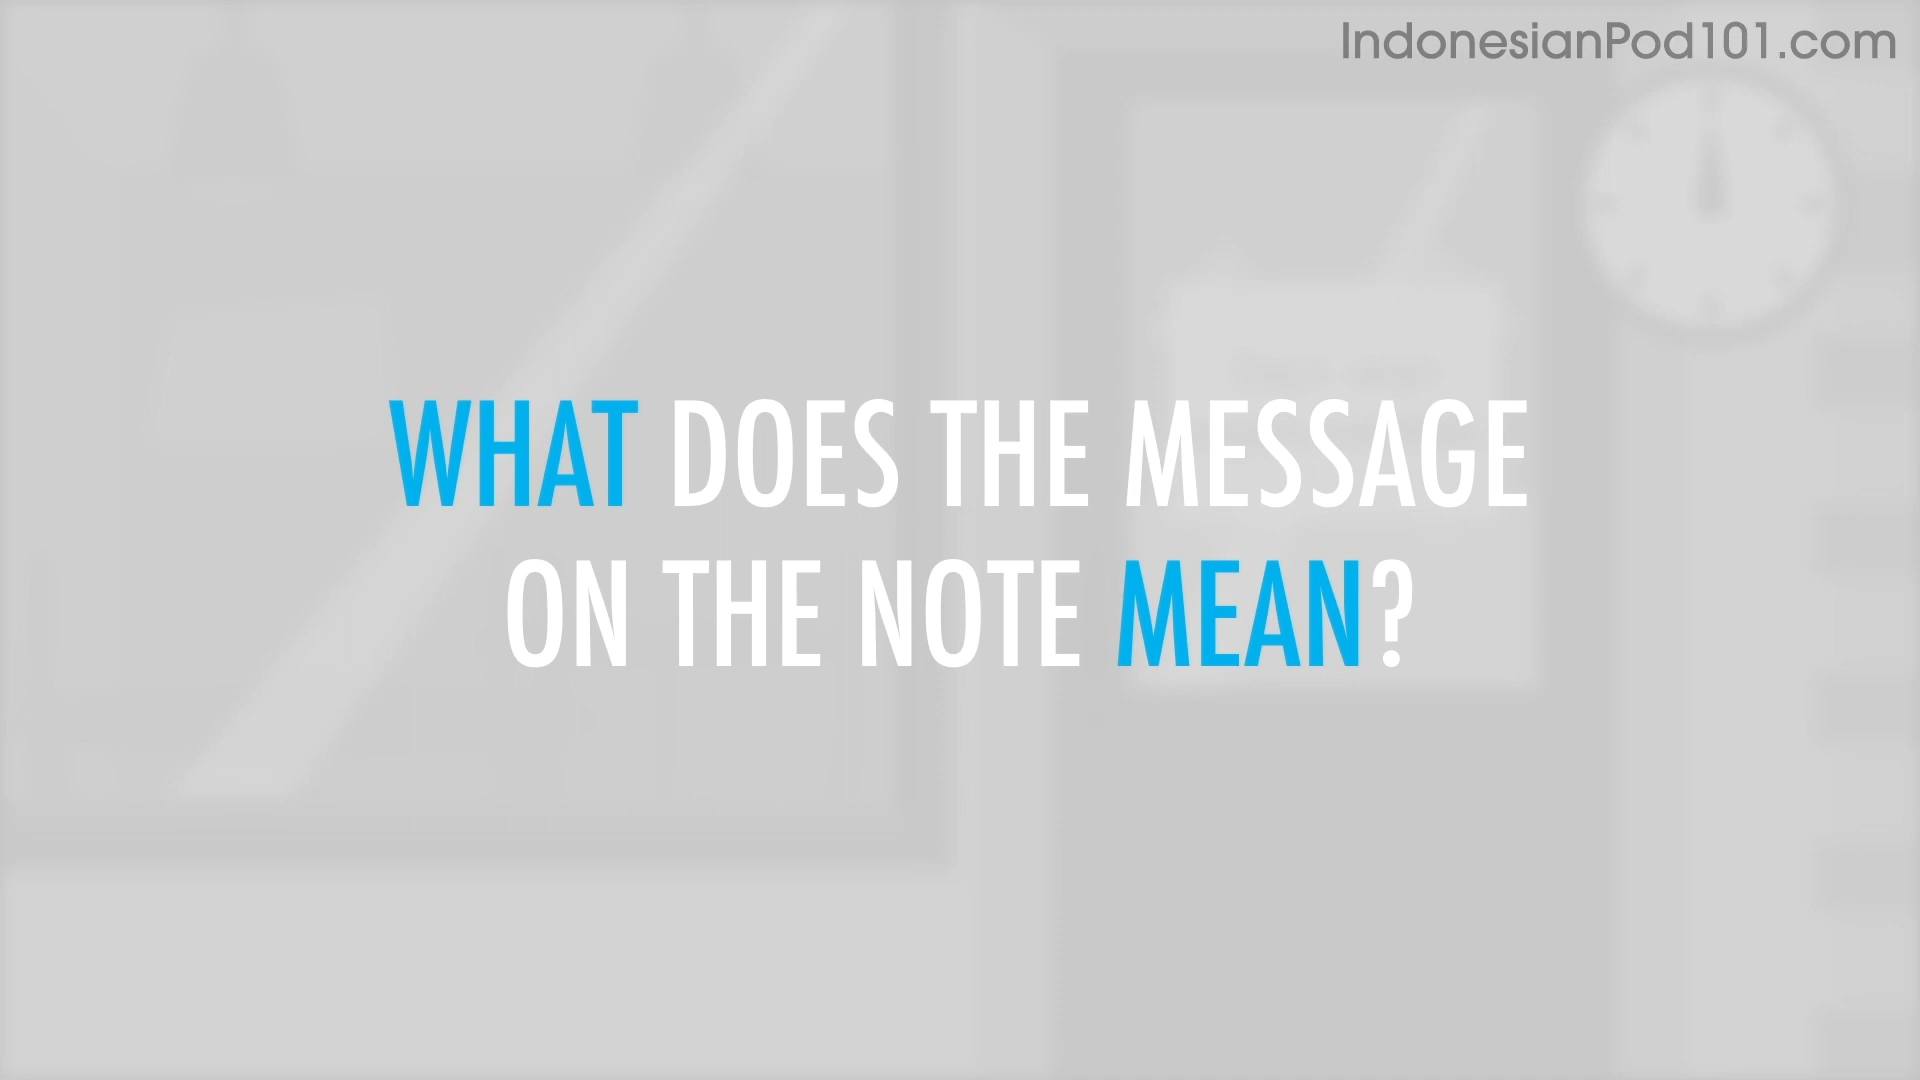 IndonesianPod101.com
WHAT DOES THE MESSAGE
ON THE NOTE MEAN?